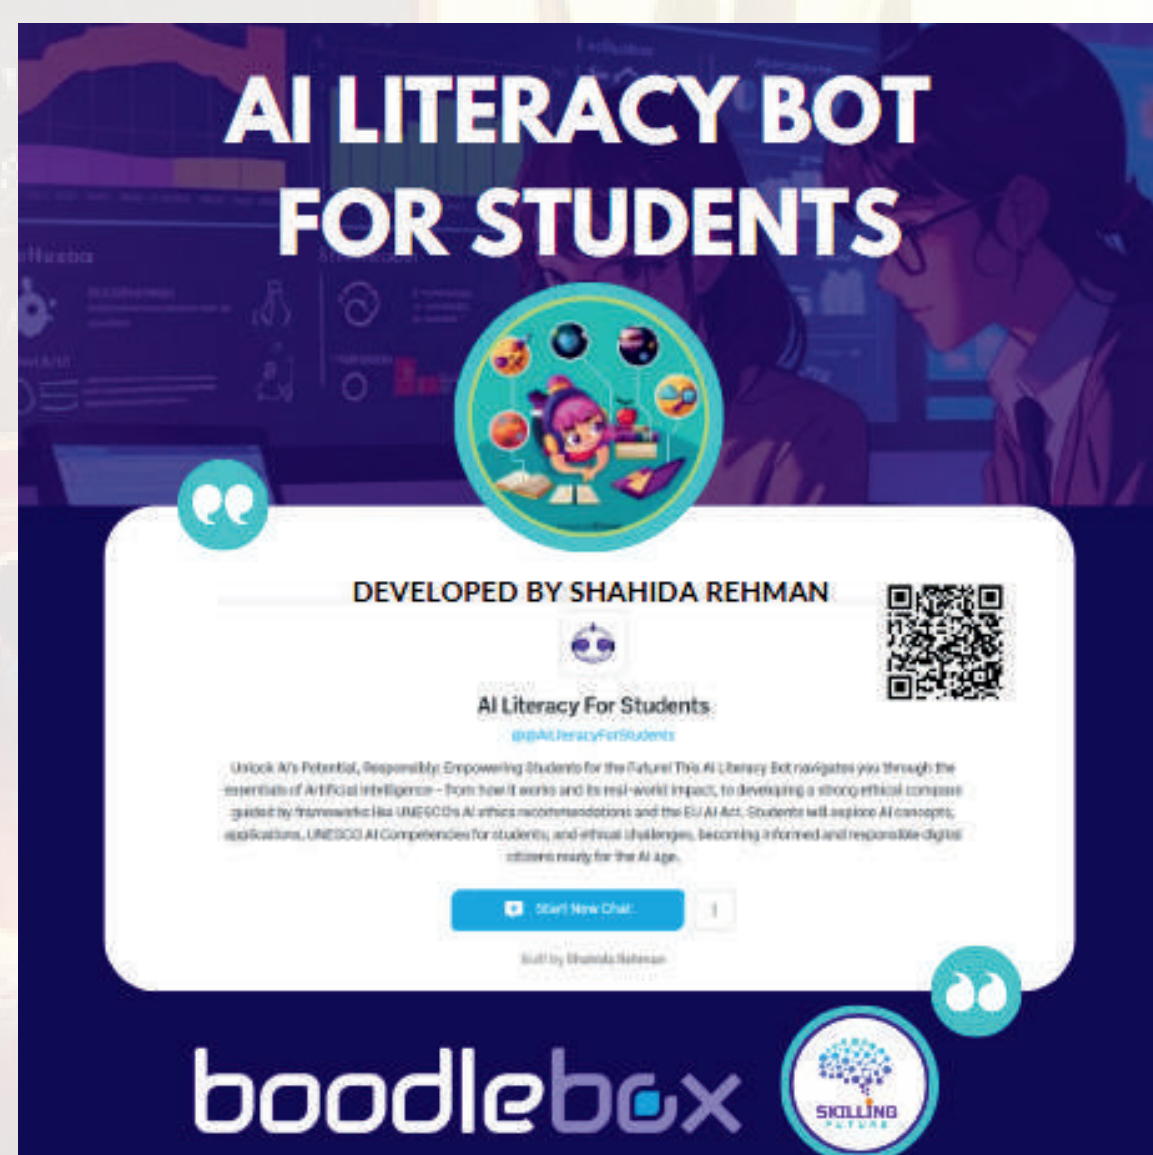 AI LITERACY BOT
FOR STUDENTS
DEVELOPED BY SHAHIDA REHMAN
AI Literacy For Students
@@AILiteracyForStudents
Unlock AI's Potential, Responsibly: Empowering Students for the Future! This AI Literacy Bot navigates you through the
essentials of Artificial Intelligence - from how it works and its real-world impact, to developing a strong ethical compass
guided by frameworks like UNESCO's AI ethics recommendations and the EU AI Act. Students will explore AI concepts,
applications, UNESCO AI Competencies for students, and ethical challenges, becoming informed and responsible digital
citizens ready for the AI age.
Start New Chat
Built by Shahida Rehman
boodlebox
SKILLING
FUTURE